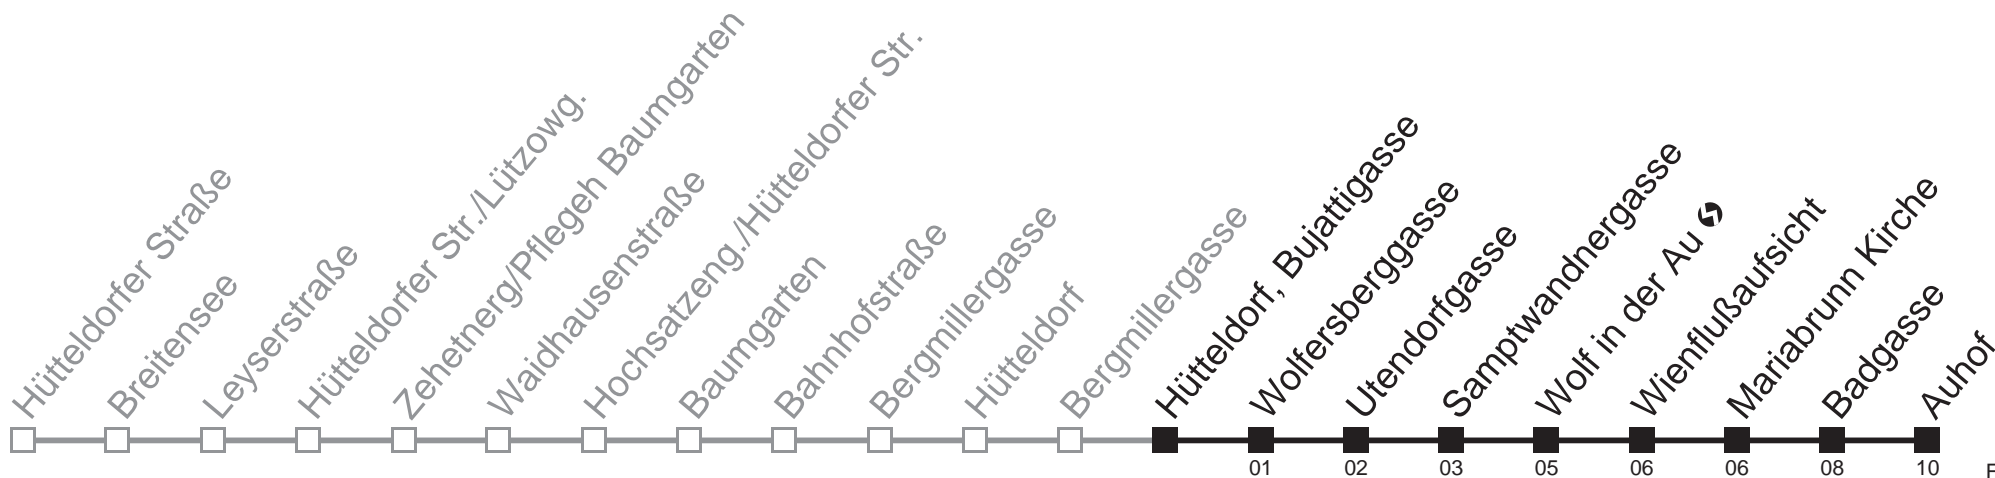 Hütteldorfer Straße
Breitensee
Leyserstraße
Hütteldorfer Str./Lützowg.
Zehetnerg/Pflegeh Baumgarten
Waidhausenstraße
Hochsatzeng./Hütteldorfer Str.
Baumgarten
Bahnhofstraße
Bergmillergasse
Hütteldorf
Bergmillergasse
Hütteldorf, Bujattigasse
Wolfersberggasse
Utendorfgasse
Samptwandnergasse
Wolf in der Au
Wienflußaufsicht
Mariabrunn Kirche
Badgasse
Auhof
01 02 03 05 06 06 08 10